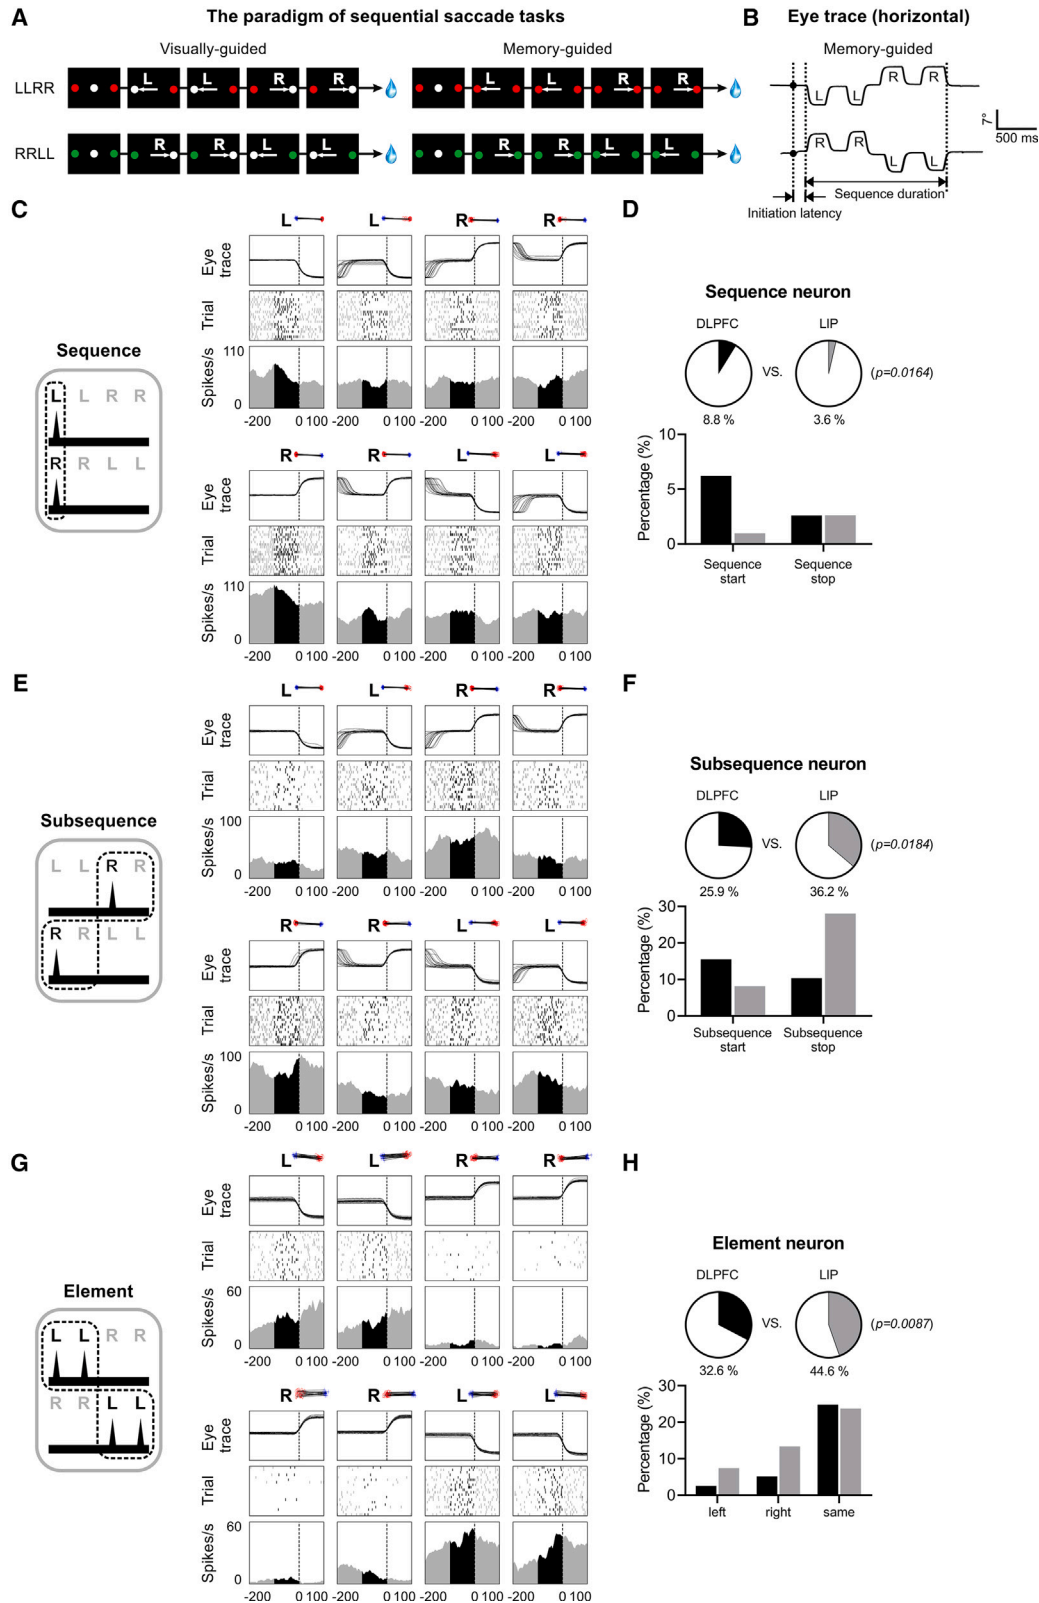 A The paradigm of sequential saccade tasks B Eye trace (horizontal)
Visually-guided Memory-guided Memory-guided
LLRR L L R R L L R R
L L R R
RRLL R R L L R R L L
R R L L
7°
500 ms
Sequence duration
Initiation latency
C
Sequence
L L R R
R R L L
L L R R
Eye trace
Trial
Spikes/s
110
0
-200 0 100 -200 0 100 -200 0 100 -200 0 100
R R L L
Eye trace
Trial
Spikes/s
110
0
-200 0 100 -200 0 100 -200 0 100 -200 0 100
D
Sequence neuron
DLPFC LIP
VS. (p=0.0164)
8.8 % 3.6 %
Percentage (%)
10
5
0
Sequence start Sequence stop
E
Subsequence
L L R R
R R L L
L L R R
Eye trace
Trial
Spikes/s
100
0
-200 0 100 -200 0 100 -200 0 100 -200 0 100
R R L L
Eye trace
Trial
Spikes/s
100
0
-200 0 100 -200 0 100 -200 0 100 -200 0 100
F
Subsequence neuron
DLPFC LIP
VS. (p=0.0184)
25.9 % 36.2 %
Percentage (%)
30
20
10
0
Subsequence start Subsequence stop
G
Element
L L R R
R R L L
L L R R
Eye trace
Trial
Spikes/s
60
0
-200 0 100 -200 0 100 -200 0 100 -200 0 100
R R L L
Eye trace
Trial
Spikes/s
60
0
-200 0 100 -200 0 100 -200 0 100 -200 0 100
H
Element neuron
DLPFC LIP
VS. (p=0.0087)
32.6 % 44.6 %
Percentage (%)
30
20
10
0
left right same